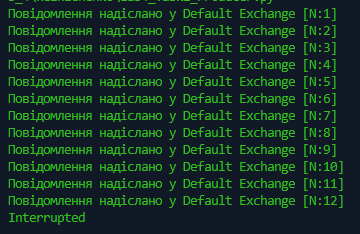 Повідомлення надіслано у Default Exchange [N:1]
Повідомлення надіслано у Default Exchange [N:2]
Повідомлення надіслано у Default Exchange [N:3]
Повідомлення надіслано у Default Exchange [N:4]
Повідомлення надіслано у Default Exchange [N:5]
Повідомлення надіслано у Default Exchange [N:6]
Повідомлення надіслано у Default Exchange [N:7]
Повідомлення надіслано у Default Exchange [N:8]
Повідомлення надіслано у Default Exchange [N:9]
Повідомлення надіслано у Default Exchange [N:10]
Повідомлення надіслано у Default Exchange [N:11]
Повідомлення надіслано у Default Exchange [N:12]
Interrupted